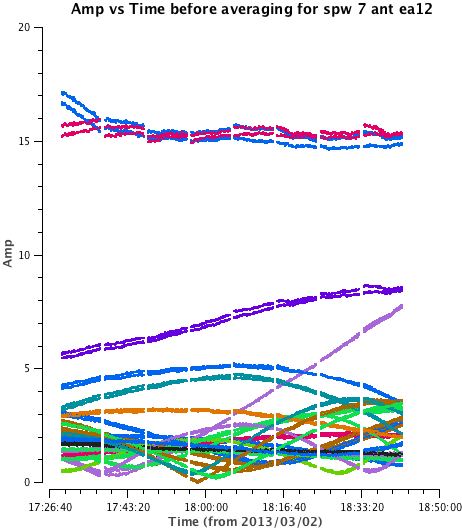 Amp vs Time before averaging for spw 7 ant ea12
20
15
10
5
0
Amp
17:26:40 17:43:20 18:00:00 18:16:40 18:33:20 18:50:00
Time (from 2013/03/02)